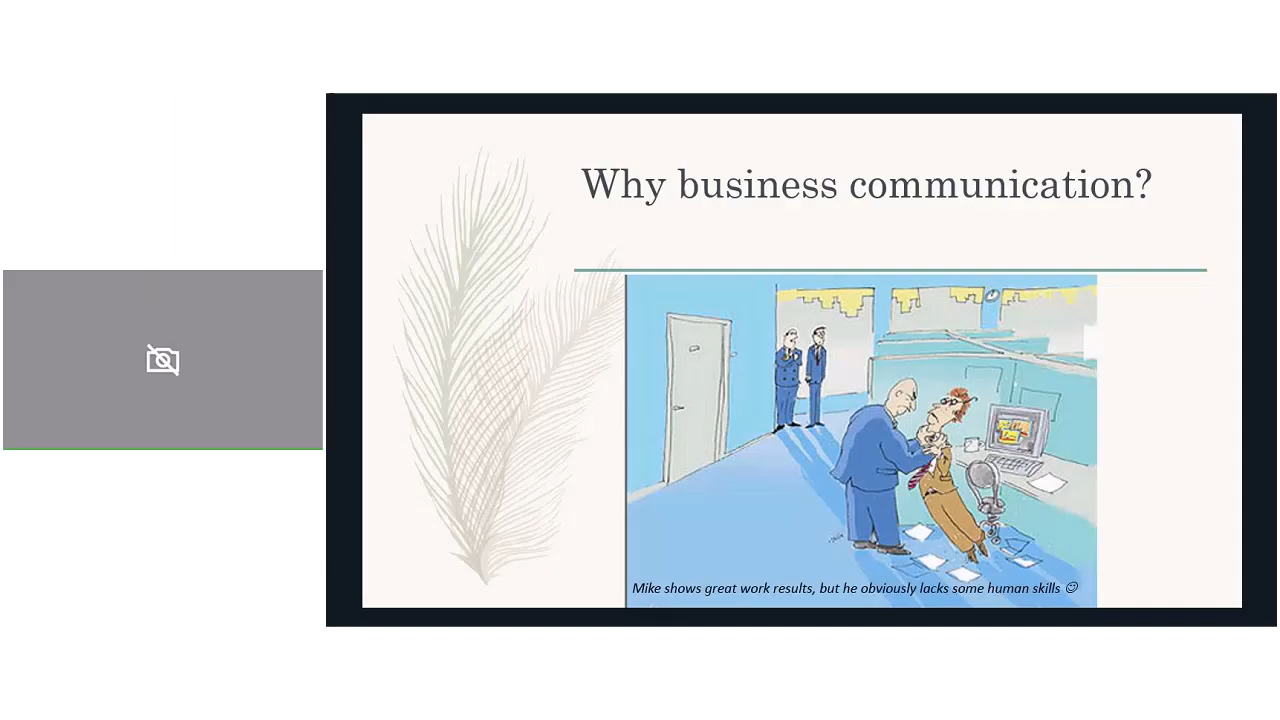 Why business communication?
Mike shows great work results, but he obviously lacks some human skills ☺